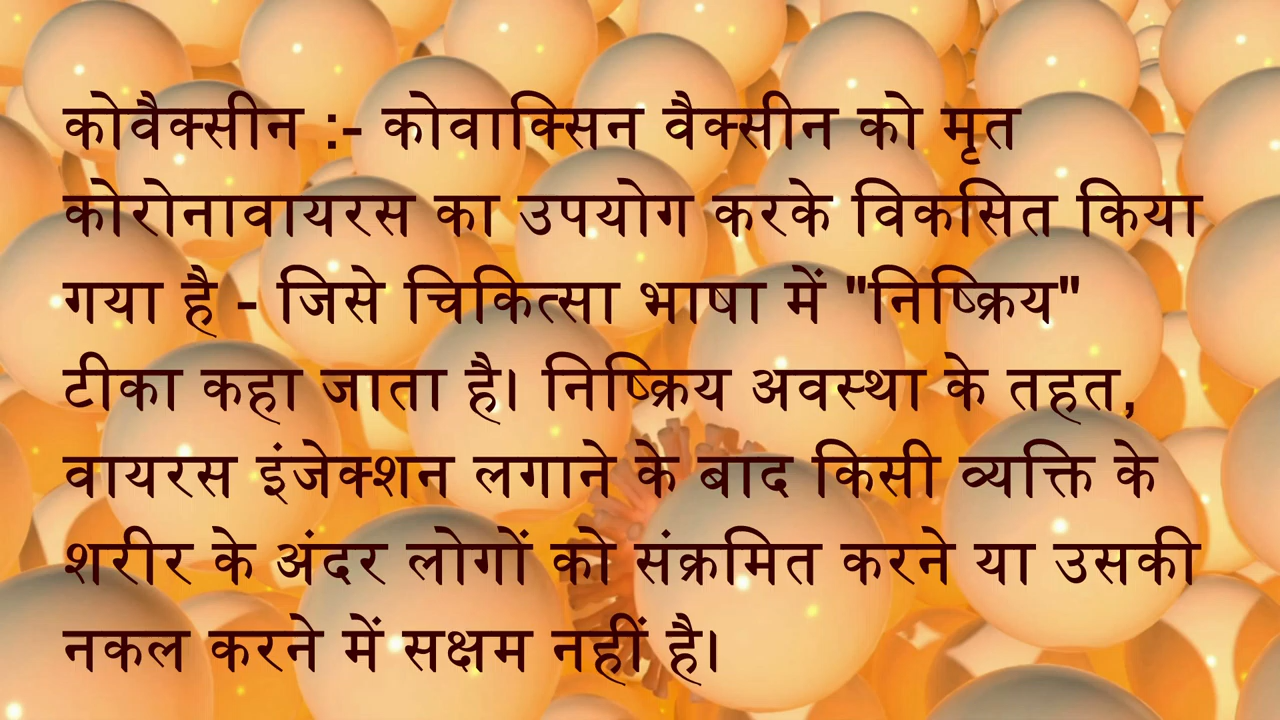 कोवैक्सीन :- कोवाक्सिन वैक्सीन को मृत
कोरोनावायरस का उपयोग करके विकसित किया
गया है - जिसे चिकित्सा भाषा में "निष्क्रिय"
टीका कहा जाता है। निष्क्रिय अवस्था के तहत,
वायरस इंजेक्शन लगाने के बाद किसी व्यक्ति के
शरीर के अंदर लोगों को संक्रमित करने या उसकी
नकल करने में सक्षम नहीं है।